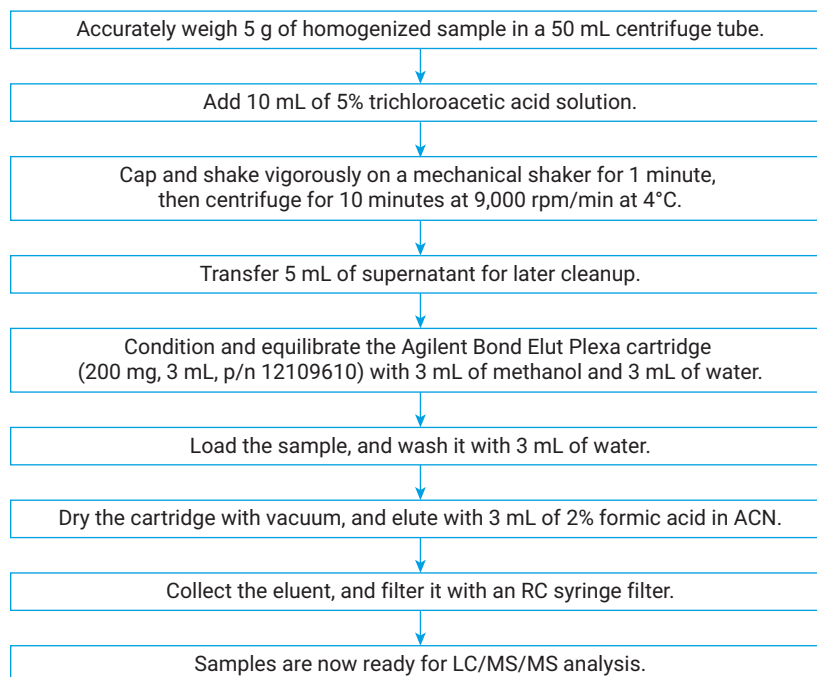 Accurately weigh 5 g of homogenized sample in a 50 mL centrifuge tube.
Add 10 mL of 5% trichloroacetic acid solution.
Cap and shake vigorously on a mechanical shaker for 1 minute,
then centrifuge for 10 minutes at 9,000 rpm/min at 4°C.
Transfer 5 mL of supernatant for later cleanup.
Condition and equilibrate the Agilent Bond Elut Plexa cartridge
(200 mg, 3 mL, p/n 12109610) with 3 mL of methanol and 3 mL of water.
Load the sample, and wash it with 3 mL of water.
Dry the cartridge with vacuum, and elute with 3 mL of 2% formic acid in ACN.
Collect the eluent, and filter it with an RC syringe filter.
Samples are now ready for LC/MS/MS analysis.